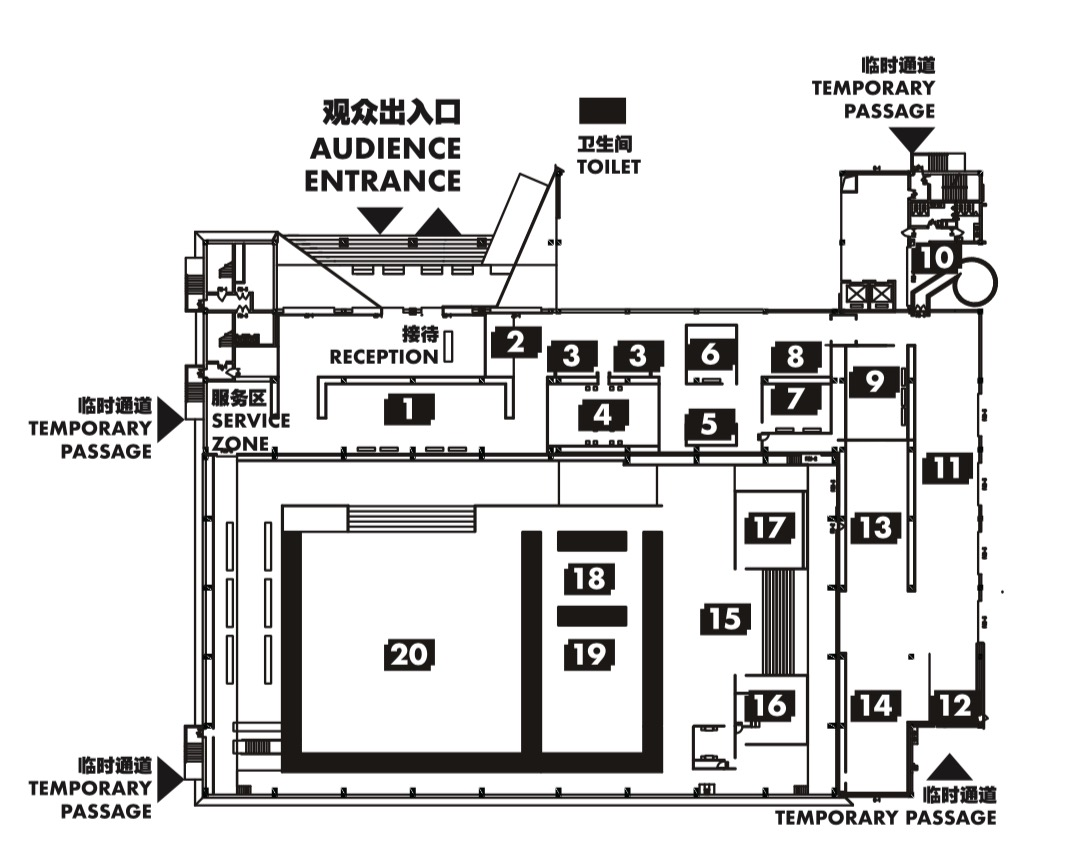 临时通道
TEMPORARY
PASSAGE
观众出入口
AUDIENCE
ENTRANCE
卫生间
TOILET
10
接待
RECEPTION
2
3
3
6
8
9
7
服务区
SERVICE
ZONE
1
4
5
临时通道
TEMPORARY
PASSAGE
11
17
13
18
15
20
19
16
14
12
临时通道
TEMPORARY
PASSAGE
临时通道
TEMPORARY PASSAGE